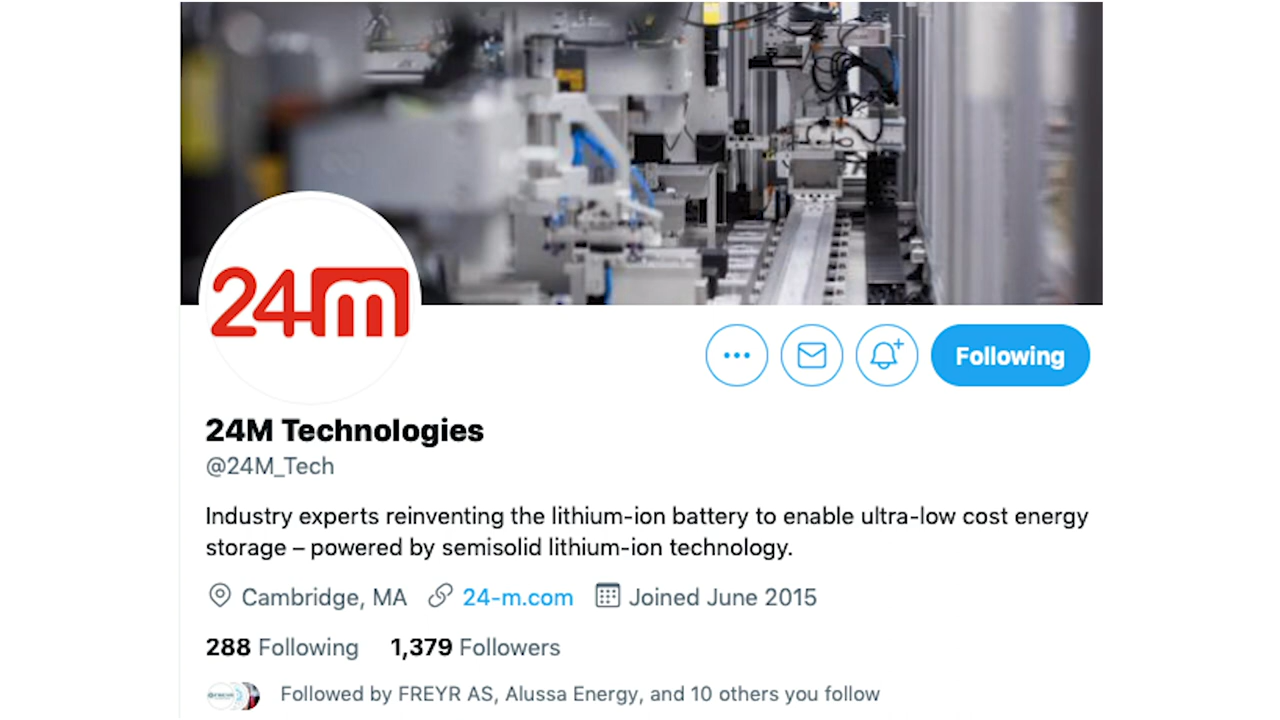 24m
Following
24M Technologies
@24M_Tech
Industry experts reinventing the lithium-ion battery to enable ultra-low cost energy
storage – powered by semisolid lithium-ion technology.
Cambridge, MA 24-m.com Joined June 2015
288 Following 1,379 Followers
Followed by FREYR AS, Alussa Energy, and 10 others you follow